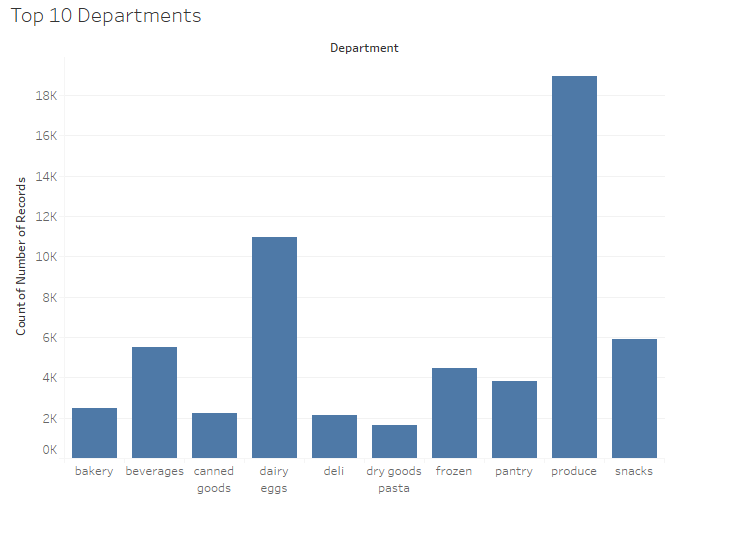 Top 10 Departments
Department
Count of Number of Records
18K
16K
14K
12K
10K
8K
6K
4K
2K
0K
bakery
beverages
canned
goods
dairy
eggs
deli
dry goods
pasta
frozen
pantry
produce
snacks